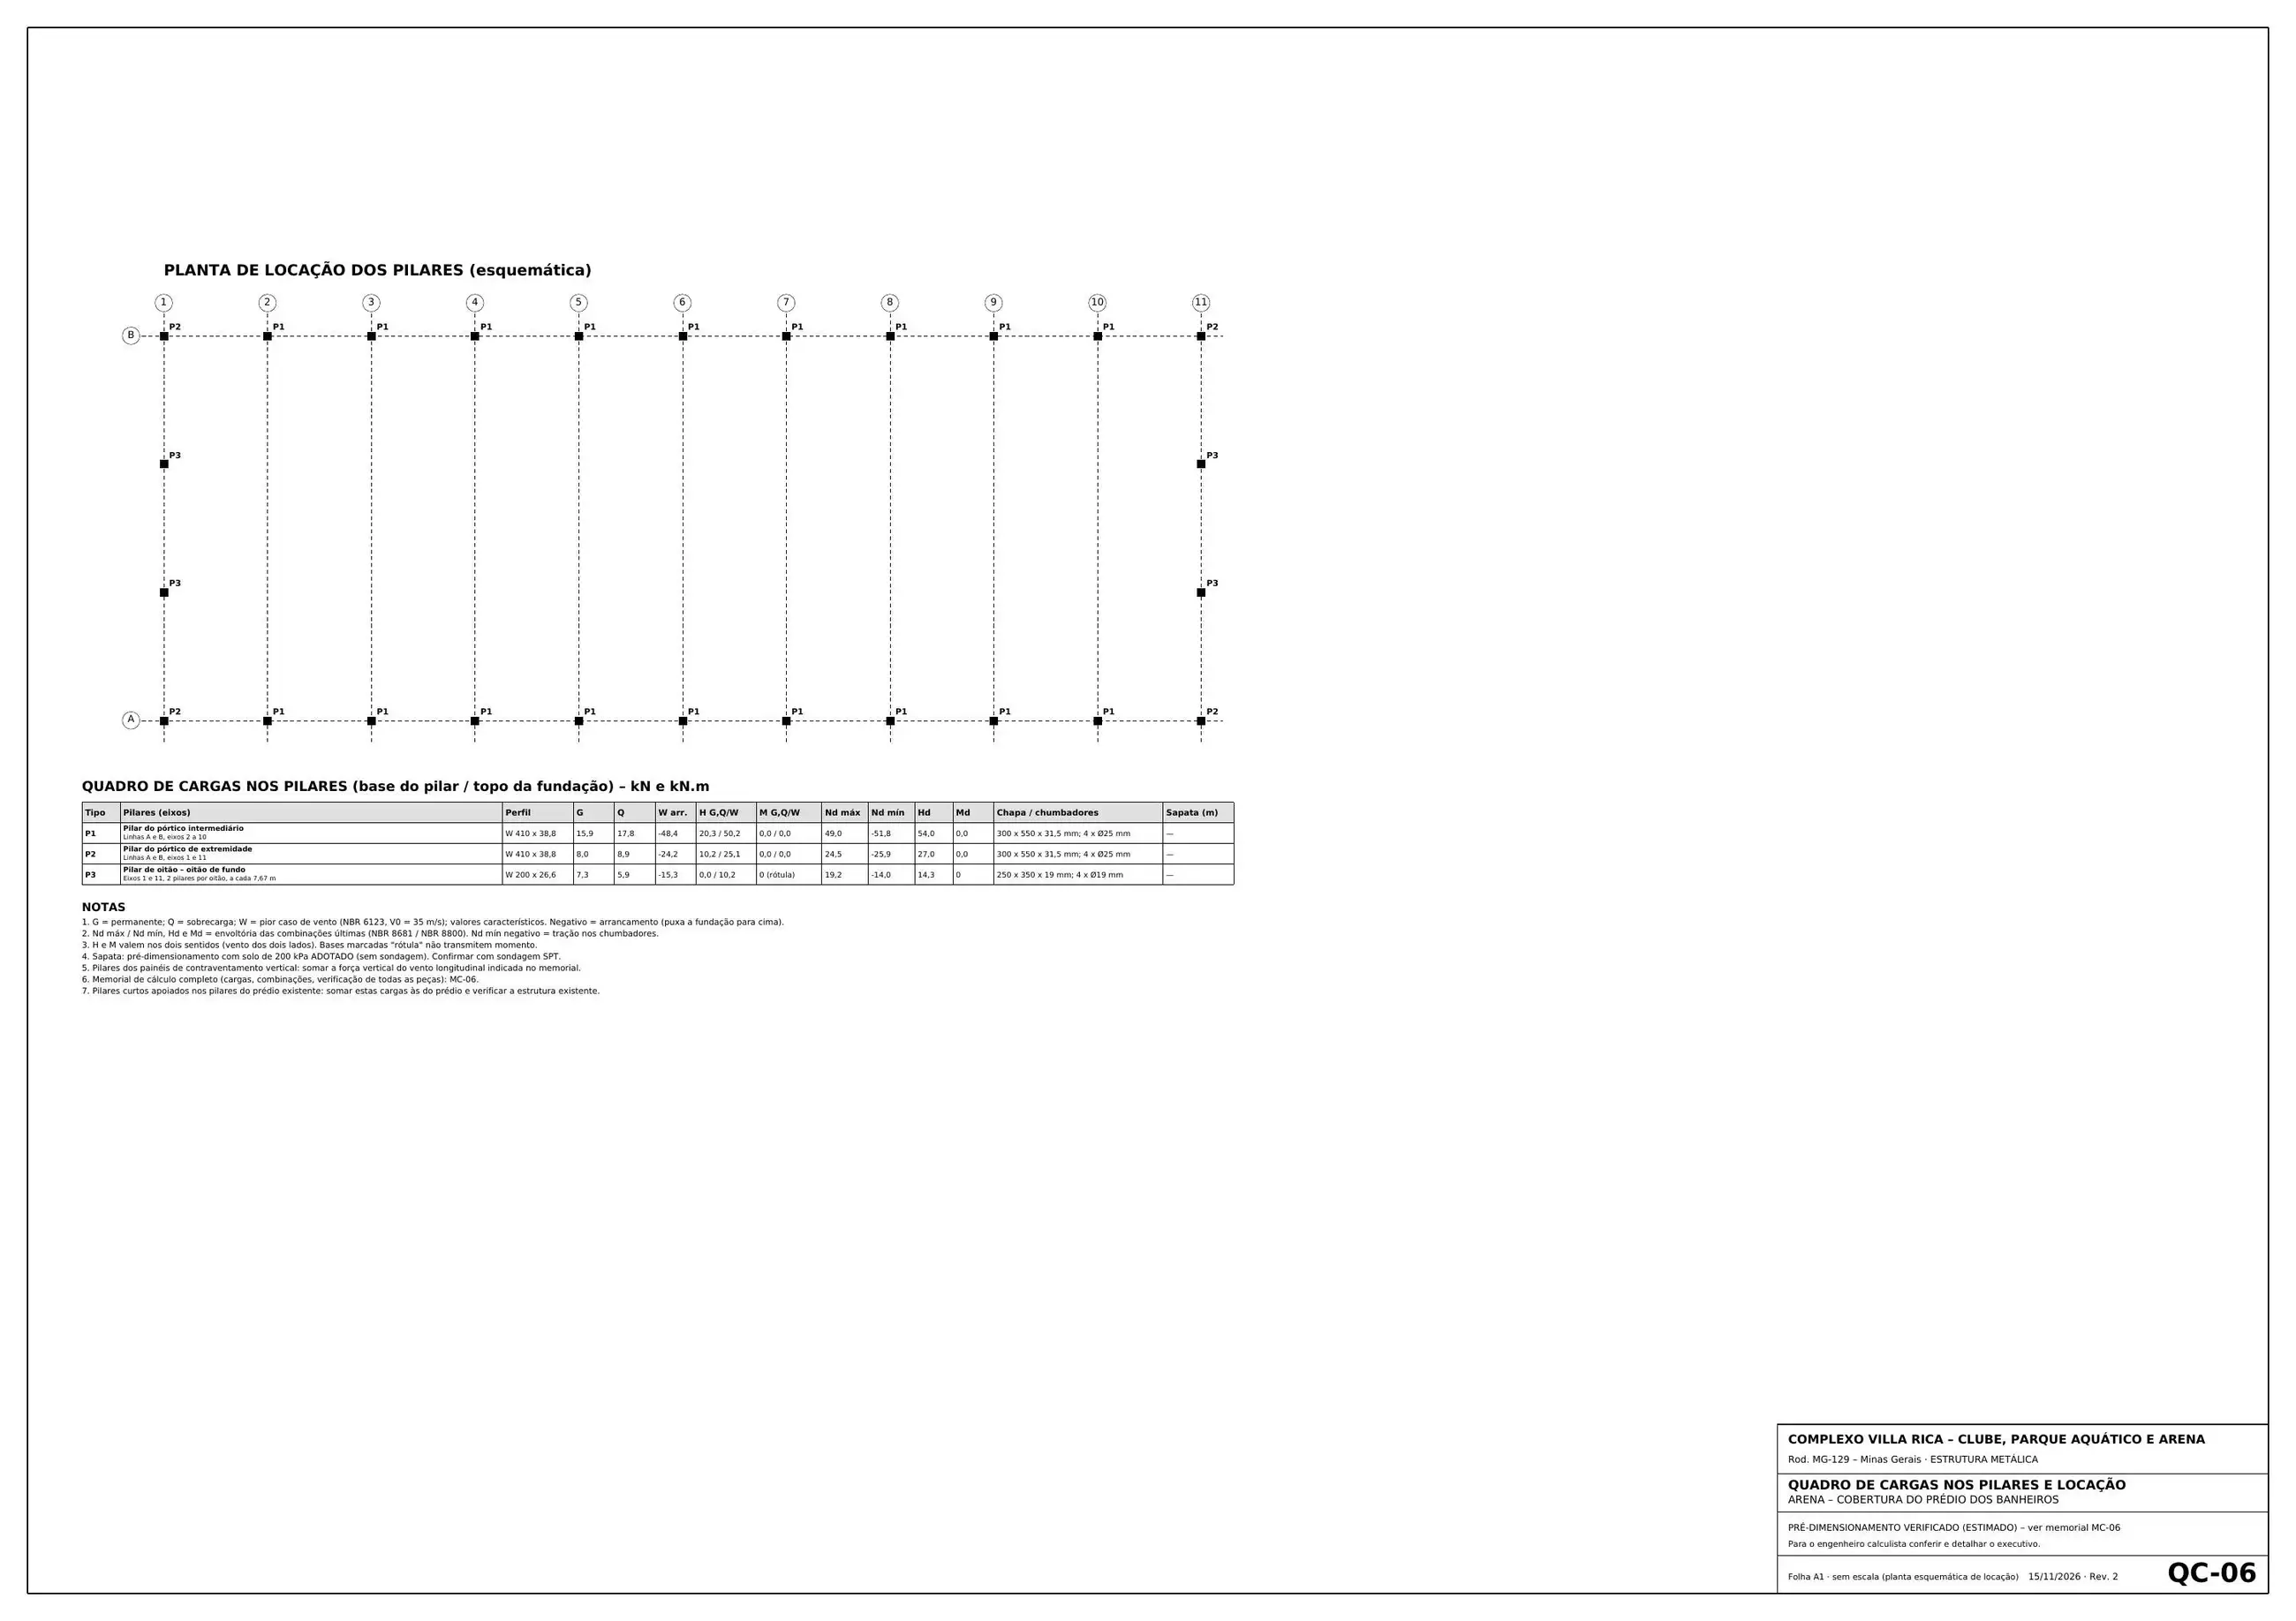 PLANTA DE LOCAÇÃO DOS PILARES (esquemática)
1 2 3 4 5 6 7 8 9 10 11
B P2 P1 P1 P1 P1 P1 P1 P1 P1 P1 P2
P3 P3
P3 P3
A P2 P1 P1 P1 P1 P1 P1 P1 P1 P1 P2
QUADRO DE CARGAS NOS PILARES (base do pilar / topo da fundação) – kN e kN.m
Tipo Pilares (eixos) Perfil G Q W arr. H G,Q/W M G,Q/W Nd máx Nd mín Hd Md Chapa / chumbadores Sapata (m)
P1 Pilar do pórtico intermediário W 410 x 38,8 15,9 17,8 -48,4 20,3 / 50,2 0,0 / 0,0 49,0 -51,8 54,0 0,0 300 x 550 x 31,5 mm; 4 x Ø25 mm —
Linhas A e B, eixos 2 a 10
P2 Pilar do pórtico de extremidade W 410 x 38,8 8,0 8,9 -24,2 10,2 / 25,1 0,0 / 0,0 24,5 -25,9 27,0 0,0 300 x 550 x 31,5 mm; 4 x Ø25 mm —
Linhas A e B, eixos 1 e 11
P3 Pilar de oitão – oitão de fundo W 200 x 26,6 7,3 5,9 -15,3 0,0 / 10,2 0 (rótula) 19,2 -14,0 14,3 0 250 x 350 x 19 mm; 4 x Ø19 mm —
Eixos 1 e 11, 2 pilares por oitão, a cada 7,67 m
NOTAS
1. G = permanente; Q = sobrecarga; W = pior caso de vento (NBR 6123, V0 = 35 m/s); valores característicos. Negativo = arrancamento (puxa a fundação para cima).
2. Nd máx / Nd mín, Hd e Md = envoltória das combinações últimas (NBR 8681 / NBR 8800). Nd mín negativo = tração nos chumbadores.
3. H e M valem nos dois sentidos (vento dos dois lados). Bases marcadas "rótula" não transmitem momento.
4. Sapata: pré-dimensionamento com solo de 200 kPa ADOTADO (sem sondagem). Confirmar com sondagem SPT.
5. Pilares dos painéis de contraventamento vertical: somar a força vertical do vento longitudinal indicada no memorial.
6. Memorial de cálculo completo (cargas, combinações, verificação de todas as peças): MC-06.
7. Pilares curtos apoiados nos pilares do prédio existente: somar estas cargas às do prédio e verificar a estrutura existente.
COMPLEXO VILLA RICA – CLUBE, PARQUE AQUÁTICO E ARENA
Rod. MG-129 – Minas Gerais · ESTRUTURA METÁLICA
QUADRO DE CARGAS NOS PILARES E LOCAÇÃO
ARENA – COBERTURA DO PRÉDIO DOS BANHEIROS
PRÉ-DIMENSIONAMENTO VERIFICADO (ESTIMADO) – ver memorial MC-06
Para o engenheiro calculista conferir e detalhar o executivo.
Folha A1 · sem escala (planta esquemática de locação) 15/11/2026 · Rev. 2 QC-06